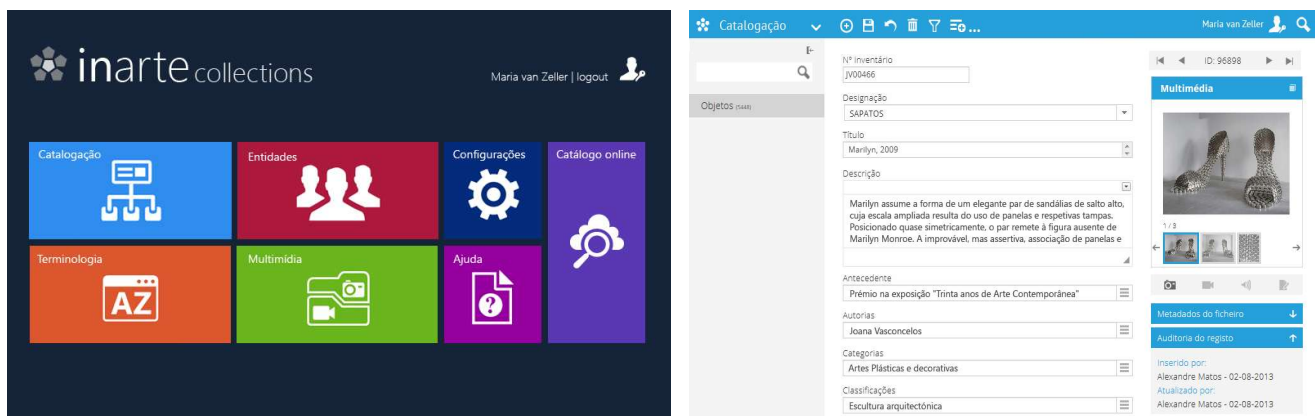 inarte collections
Maria van Zeller | logout
Catalogação
Entidades
Configurações
Catálogo online
Terminologia
Multimídia
Ajuda
AZ
Catalogação
Maria van Zeller
Objetos (5448)
Nº Inventário
JV00466
Designação
SAPATOS
Título
Marilyn, 2009
Descrição
Marilyn assume a forma de um elegante par de sandálias de salto alto,
cuja escala ampliada resulta do uso de panelas e respetivas tampas.
Posicionado quase simetricamente, o par remete à figura ausente de
Marilyn Monroe. A improvável, mas assertiva, associação de panelas e
Antecedente
Prémio na exposição "Trinta anos de Arte Contemporânea"
Autorias
Joana Vasconcelos
Categorias
Artes Plásticas e decorativas
Classificações
Escultura arquitectónica
ID: 96898
Multimédia
1 / 3
Metadados do ficheiro
Auditoria do registo
Inserido por:
Alexandre Matos - 02-08-2013
Atualizado por:
Alexandre Matos - 02-08-2013